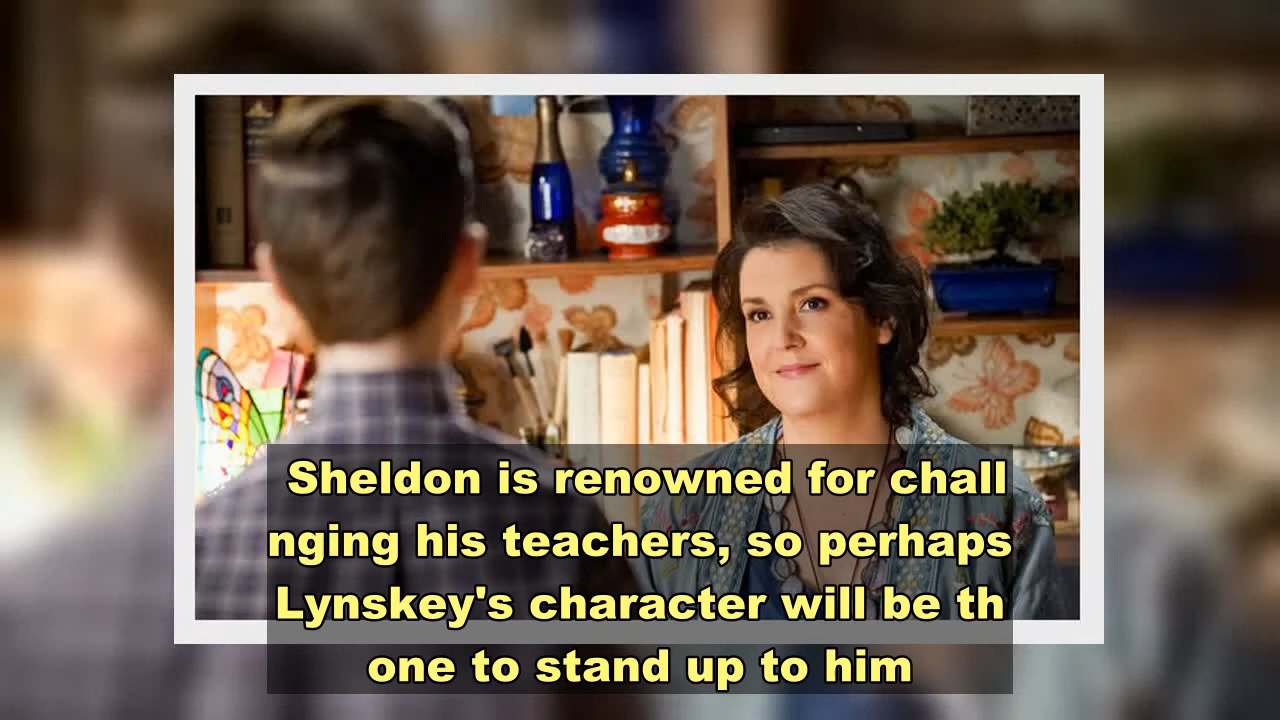 Sheldon is renowned for chall
nging his teachers, so perhaps
Lynskey's character will be th
one to stand up to him